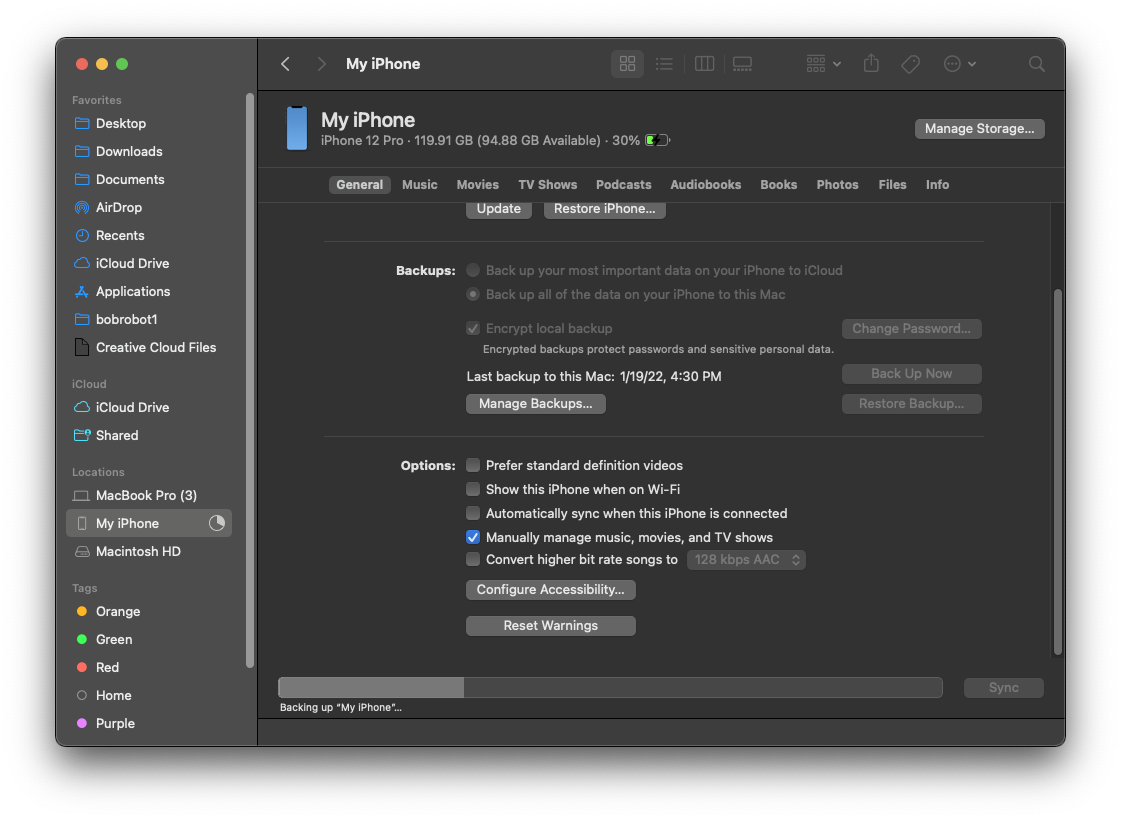 My iPhone
Favorites
Desktop
Downloads
Documents
AirDrop
Recents
iCloud Drive
Applications
bobrobot1
Creative Cloud Files
iCloud
iCloud Drive
Shared
Locations
MacBook Pro (3)
My iPhone
Macintosh HD
Tags
Orange
Green
Red
Home
Purple
My iPhone
iPhone 12 Pro · 119.91 GB (94.88 GB Available) · 30%
Manage Storage...
General Music Movies TV Shows Podcasts Audiobooks Books Photos Files Info
Update Restore iPhone...
Backups: Back up your most important data on your iPhone to iCloud
Back up all of the data on your iPhone to this Mac
Encrypt local backup Change Password...
Encrypted backups protect passwords and sensitive personal data.
Last backup to this Mac: 1/19/22, 4:30 PM Back Up Now
Manage Backups... Restore Backup...
Options: Prefer standard definition videos
Show this iPhone when on Wi-Fi
Automatically sync when this iPhone is connected
Manually manage music, movies, and TV shows
Convert higher bit rate songs to 128 kbps AAC
Configure Accessibility...
Reset Warnings
Sync
Backing up “My iPhone”...